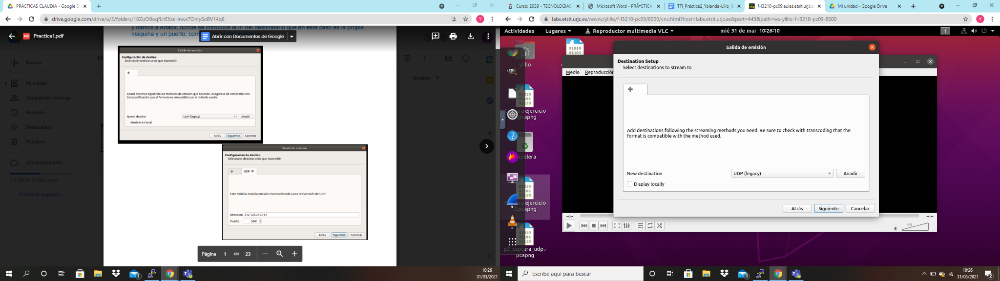 PRÁCTICAS CLAUDIA - Google D
drive.google.com/drive/u/3/folders/18ZizO0oqfLhEXse-Inwx7OmySoBV14q6
Y
Practica1.pdf
Abrir con Documentos de Google
y damos a Añadir, donde se introduce la IP del destinatario que en este caso es la propia
máquina y un puerto, com
Nuevo
Mi unidad
Compartido conmigo
Reciente
Destacados
Papelera
Almacenamiento
7,2 GB de 15 GB usado
Comprar espacio
Nombre
Salida de emisión
Configuración de destino
Seleccione destinos a los que transmitir
Añada destinos siguiendo los métodos de emisión que necesite. Asegúrese de comprobar con
transcodificación que el formato es compatible con el método usado.
Nuevo destino
UDP (legacy)
Añadir
Mostrar en local
Atrás
Siguiente
Cancelar
Salida de emisión
Configuración de destino
Seleccione destinos a los que transmitir
UDP
Este módulo envía la emisión transcodificada a una red a través de UDP.
Dirección 212.128.255.141
Puerto 5001
Atrás
Siguiente
Cancelar
Página 1 de 23
10:26
31/03/2021
Curso: 2039 - TECNOLOGIAS
Microsoft Word - PRÃ†CTICA
TTI_Práctica2_Yolanda-Lillo_IS
f-l3210-pc09.aulas.etsit.urjc.e
Mi unidad - Google Drive
labs.etsit.urjc.es/novnc/ylillo/f-l3210-pc09/8000/vnc.html?host=labs.etsit.urjc.es&port=443&path=ws-ylillo-f-l3210-pc09-8000
Y
Actividades
Lugares
Reproductor multimedia VLC
mié 31 de mar 10:26:10
1
01010
01101
ylillo
01010
01101
01110
ejercicio
pcapng
apelera
01010
01101
01110
ejercicio
5.pcapng
01010
01101
01110
p2_captura_udp.-
pcapng
Medio
Reproducción
Salida de emisión
Destination Setup
Select destinations to stream to
Add destinations following the streaming methods you need. Be sure to check with transcoding that the
format is compatible with the method used.
New destination
UDP (legacy)
Añadir
Display locally
Atrás
Siguiente
Cancelar
--:--
--:--
0%
Escribe aquí para buscar
10:26
31/03/2021